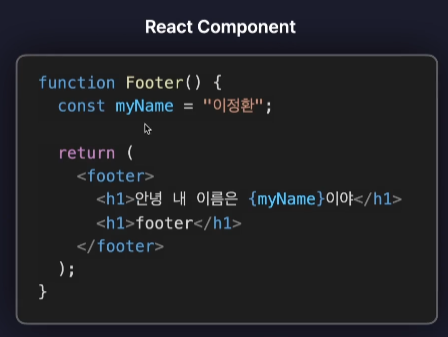 React Component
function Footer() {
  const myName = "이정환";

  return (
    <footer>
      <h1>안녕 내 이름은 {myName}이야</h1>
      <h1>footer</h1>
    </footer>
  );
}